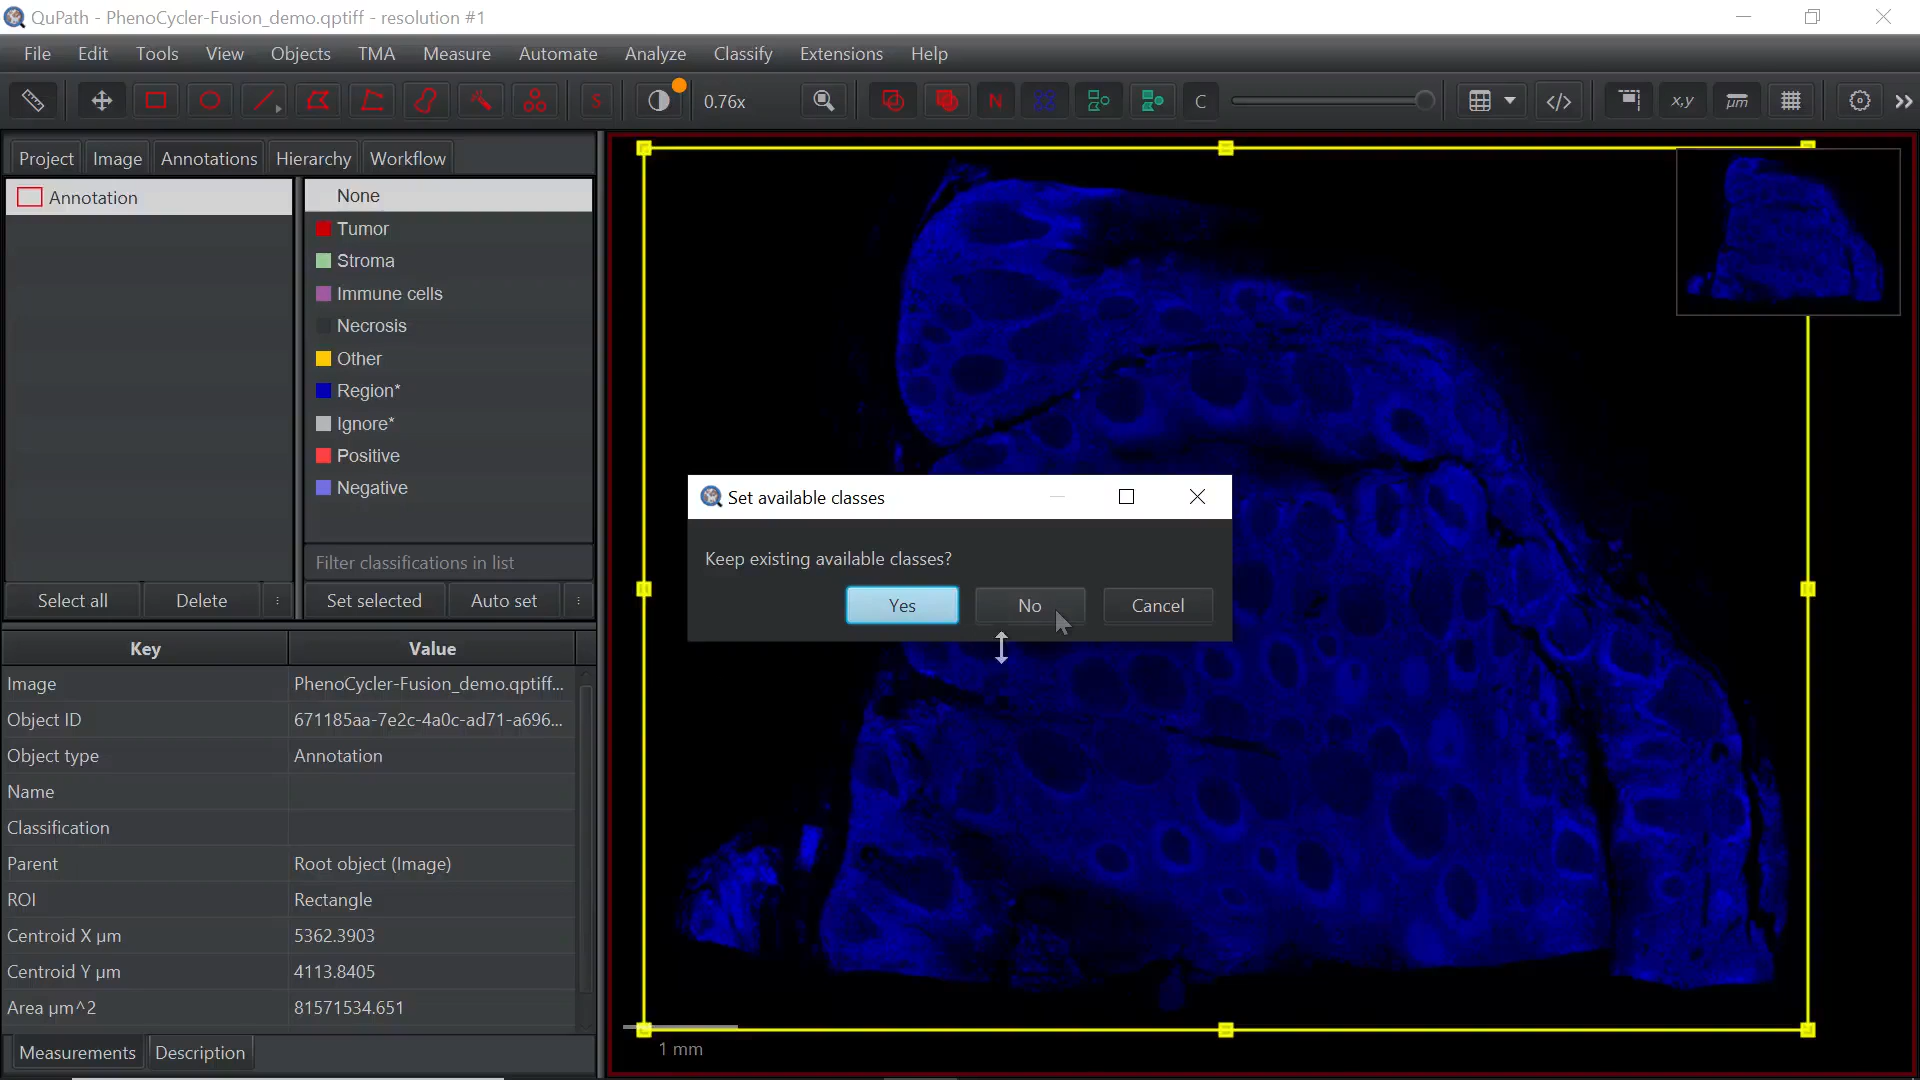 QuPath - PhenoCycler-Fusion_demo.qptiff - resolution #1
File Edit Tools View Objects TMA Measure Automate Analyze Classify Extensions Help
S 0.76x N C </> x,y µm »
Project Image Annotations Hierarchy Workflow
Annotation
None
Tumor
Stroma
Immune cells
Necrosis
Other
Region*
Ignore*
Positive
Negative
Filter classifications in list
Select all Delete ⋮ Set selected Auto set ⋮
Set available classes
Keep existing available classes?
Yes No Cancel
Key Value
Image PhenoCycler-Fusion_demo.qptiff...
Object ID 671185aa-7e2c-4a0c-ad71-a696...
Object type Annotation
Name
Classification
Parent Root object (Image)
ROI Rectangle
Centroid X µm 5362.3903
Centroid Y µm 4113.8405
Area µm^2 81571534.651
Measurements Description
1 mm